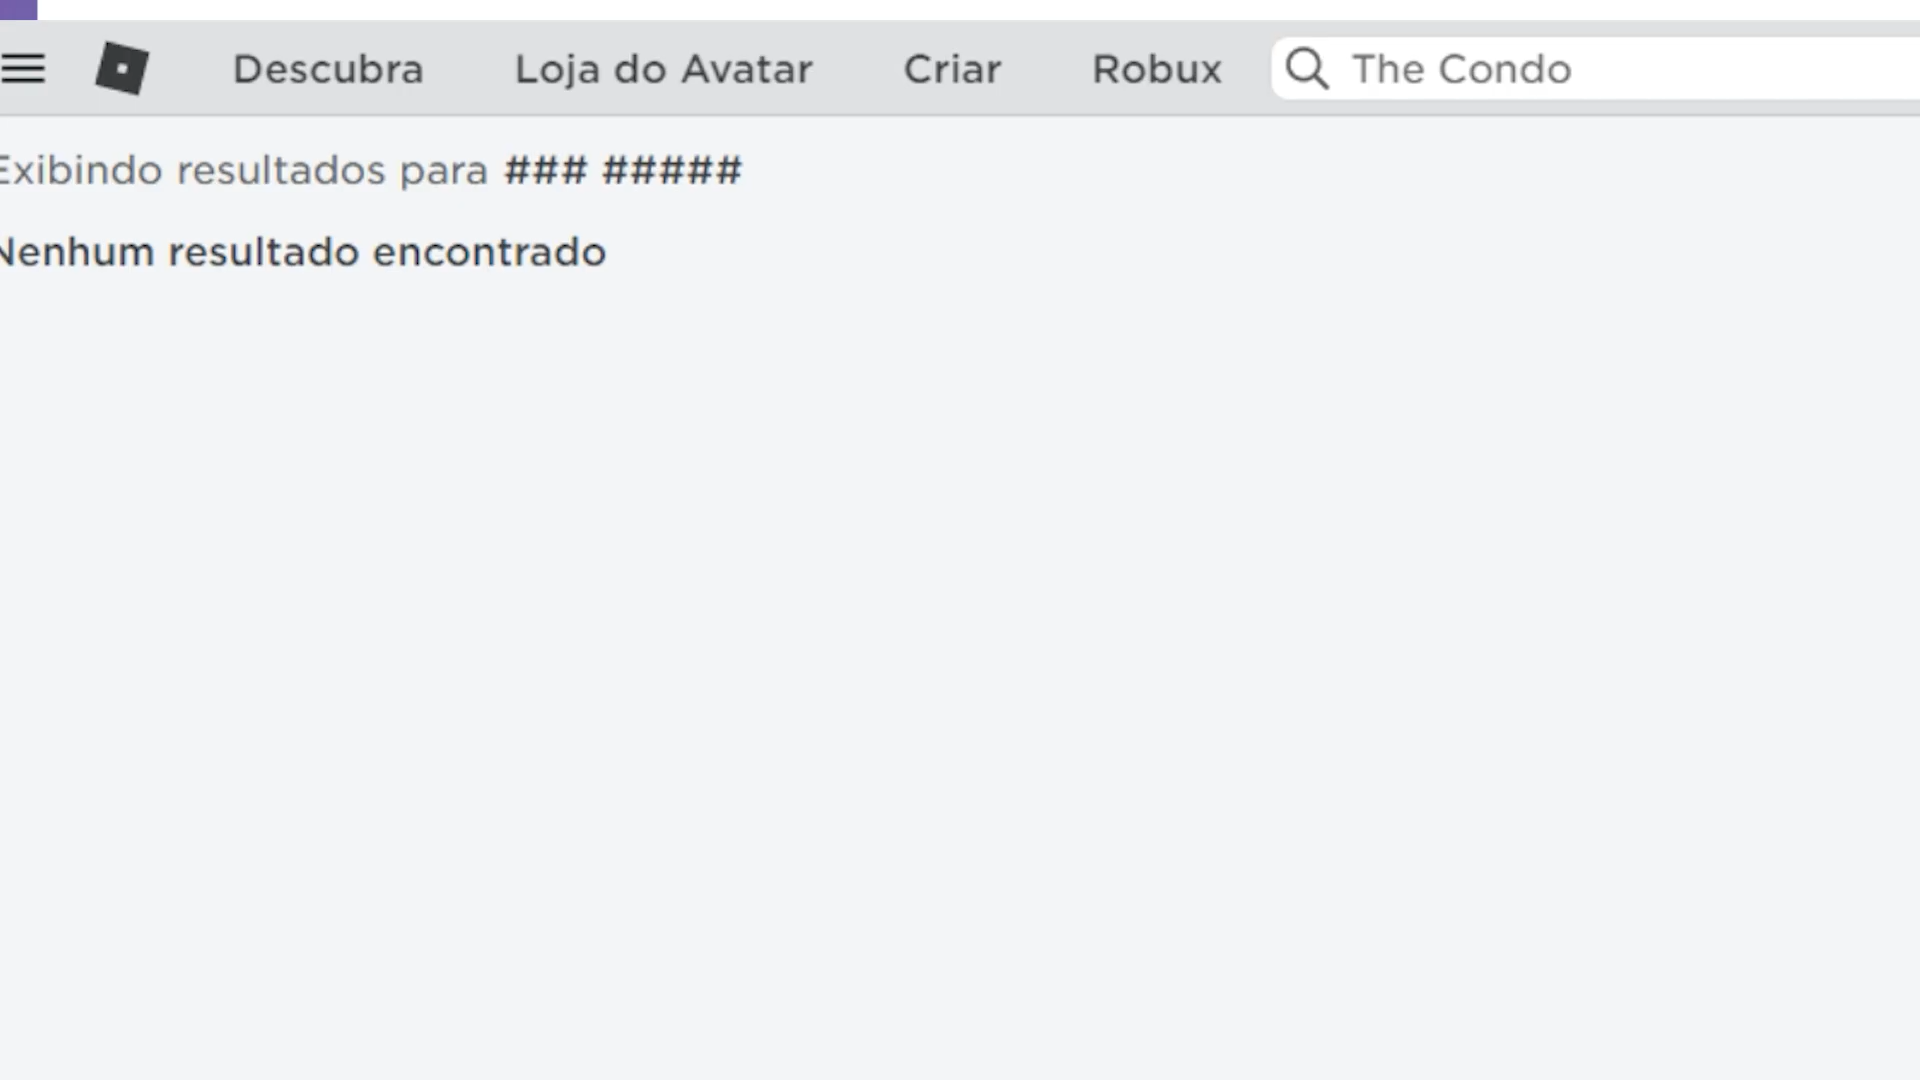 Descubra Loja do Avatar Criar Robux The Condo
Exibindo resultados para ### #####
Nenhum resultado encontrado